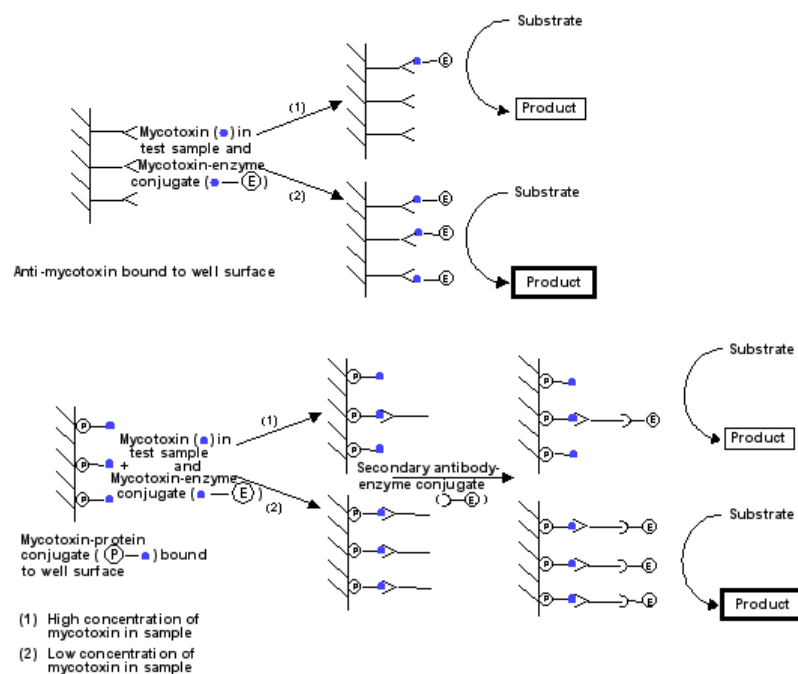 Substrate
E
Product
(1)
Mycotoxin ( ) in
test sample and
Mycotoxin-enzyme
conjugate ( — E )
(2)
E
E
E
Substrate
Product
Anti-mycotoxin bound to well surface
P
P
P
Mycotoxin ( ) in
test sample
+ and
Mycotoxin-enzyme
conjugate ( — E )
(1)
(2)
P
P
P
P
P
P
Secondary antibody-
enzyme conjugate
( — E )
P
P E
P
Substrate
Product
P E
P E
P E
Substrate
Product
Mycotoxin-protein
conjugate ( P — ) bound
to well surface
(1) High concentration of
mycotoxin in sample
(2) Low concentration of
mycotoxin in sample